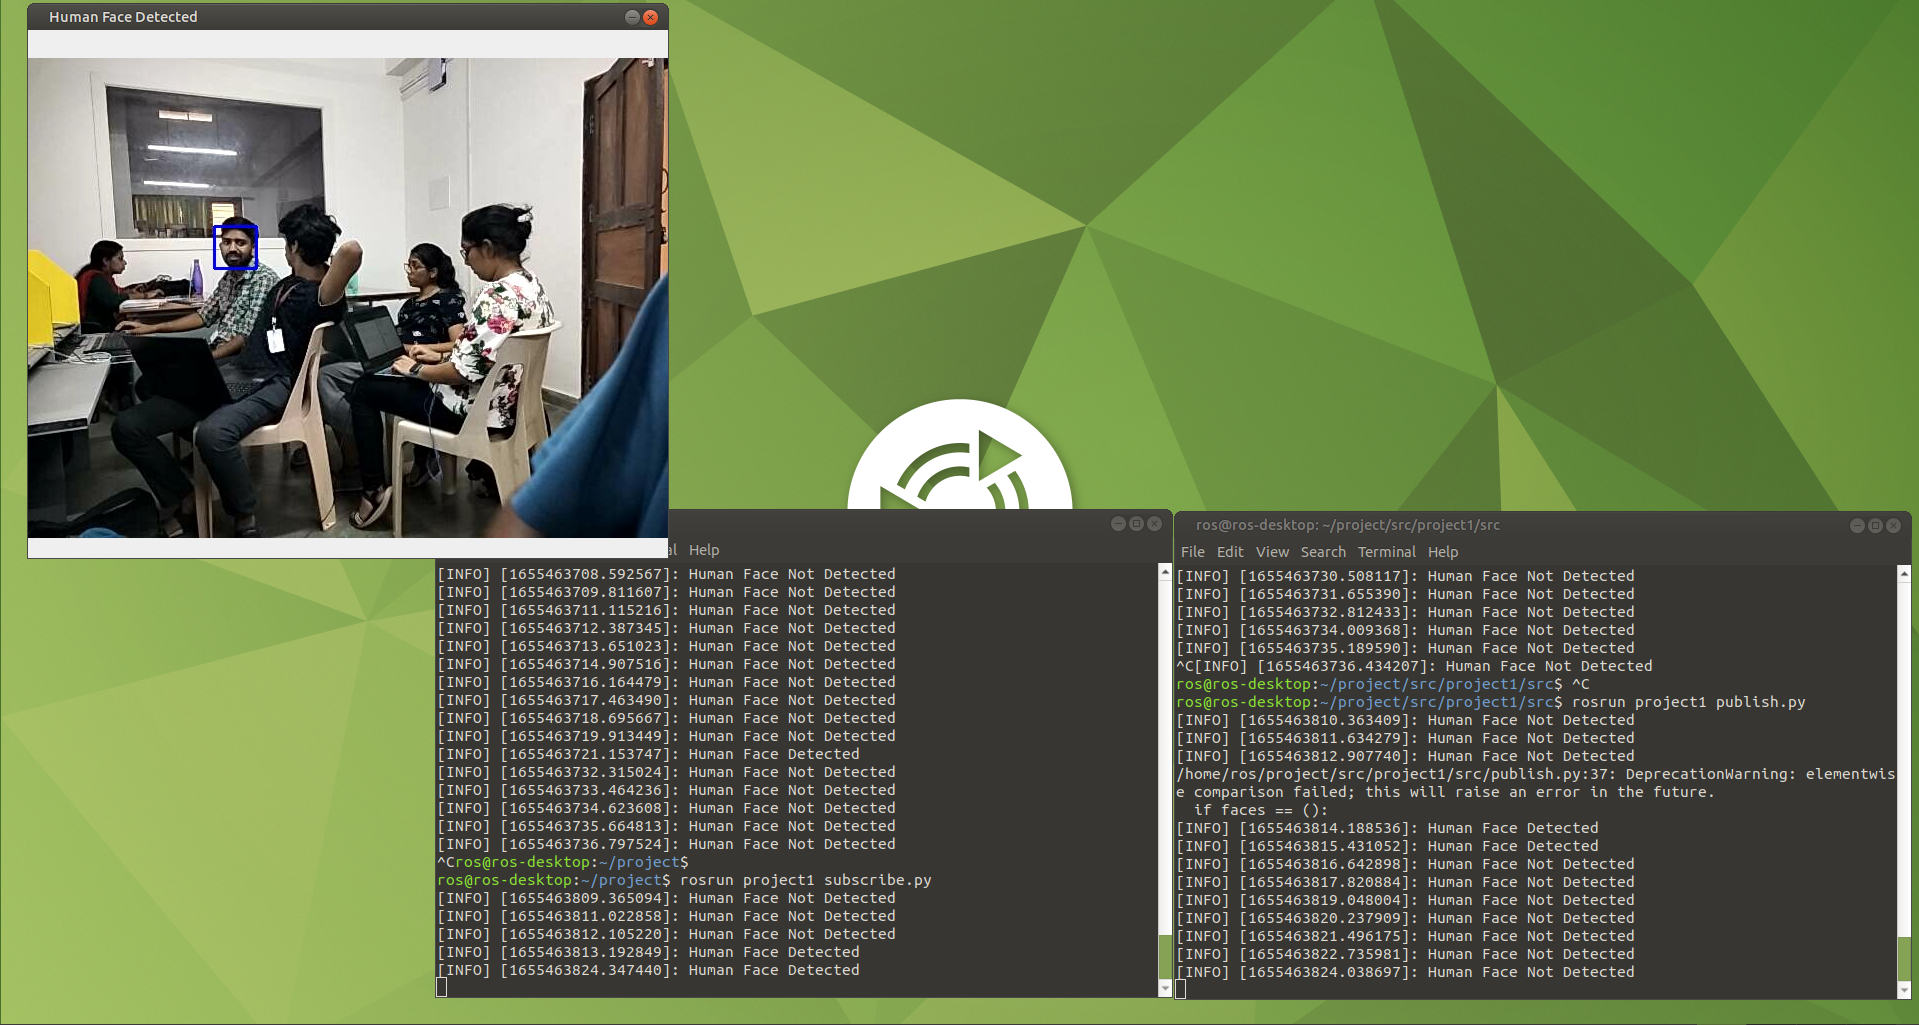 Human Face Detected
Help
[INFO] [1655463708.592567]: Human Face Not Detected
[INFO] [1655463709.811607]: Human Face Not Detected
[INFO] [1655463711.115216]: Human Face Not Detected
[INFO] [1655463712.387345]: Human Face Not Detected
[INFO] [1655463713.651023]: Human Face Not Detected
[INFO] [1655463714.907516]: Human Face Not Detected
[INFO] [1655463716.164479]: Human Face Not Detected
[INFO] [1655463717.463490]: Human Face Not Detected
[INFO] [1655463718.695667]: Human Face Not Detected
[INFO] [1655463719.913449]: Human Face Not Detected
[INFO] [1655463721.153747]: Human Face Detected
[INFO] [1655463732.315024]: Human Face Not Detected
[INFO] [1655463733.464236]: Human Face Not Detected
[INFO] [1655463734.623608]: Human Face Not Detected
[INFO] [1655463735.664813]: Human Face Not Detected
[INFO] [1655463736.797524]: Human Face Not Detected
^Cros@ros-desktop:~/project$
ros@ros-desktop:~/project$ rosrun project1 subscribe.py
[INFO] [1655463809.365094]: Human Face Not Detected
[INFO] [1655463811.022858]: Human Face Not Detected
[INFO] [1655463812.105220]: Human Face Not Detected
[INFO] [1655463813.192849]: Human Face Detected
[INFO] [1655463824.347440]: Human Face Detected
ros@ros-desktop: ~/project/src/project1/src
File Edit View Search Terminal Help
[INFO] [1655463730.508117]: Human Face Not Detected
[INFO] [1655463731.655390]: Human Face Not Detected
[INFO] [1655463732.812433]: Human Face Not Detected
[INFO] [1655463734.009368]: Human Face Not Detected
[INFO] [1655463735.189590]: Human Face Not Detected
^C[INFO] [1655463736.434207]: Human Face Not Detected
ros@ros-desktop:~/project/src/project1/src$ ^C
ros@ros-desktop:~/project/src/project1/src$ rosrun project1 publish.py
[INFO] [1655463810.363409]: Human Face Not Detected
[INFO] [1655463811.634279]: Human Face Not Detected
[INFO] [1655463812.907740]: Human Face Not Detected
/home/ros/project/src/project1/src/publish.py:37: DeprecationWarning: elementwis
e comparison failed; this will raise an error in the future.
  if faces == ():
[INFO] [1655463814.188536]: Human Face Detected
[INFO] [1655463815.431052]: Human Face Detected
[INFO] [1655463816.642898]: Human Face Not Detected
[INFO] [1655463817.820884]: Human Face Not Detected
[INFO] [1655463819.048004]: Human Face Not Detected
[INFO] [1655463820.237909]: Human Face Not Detected
[INFO] [1655463821.496175]: Human Face Not Detected
[INFO] [1655463822.735981]: Human Face Not Detected
[INFO] [1655463824.038697]: Human Face Not Detected